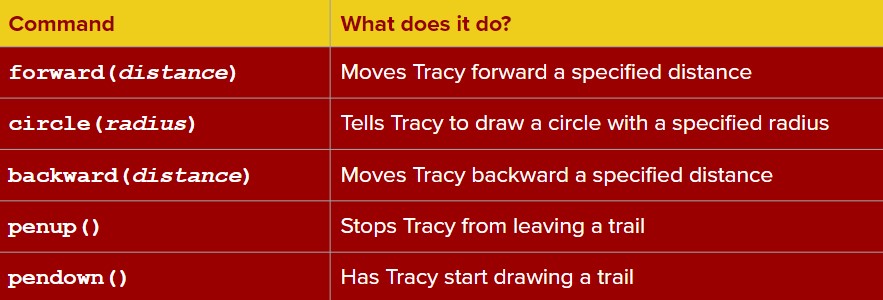 Command What does it do?
forward(distance) Moves Tracy forward a specified distance
circle(radius) Tells Tracy to draw a circle with a specified radius
backward(distance) Moves Tracy backward a specified distance
penup() Stops Tracy from leaving a trail
pendown() Has Tracy start drawing a trail